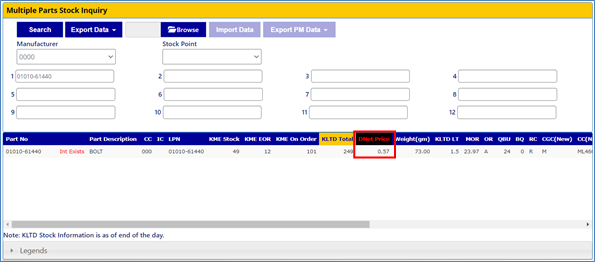 Multiple Parts Stock Inquiry
Search Export Data Browse Import Data Export PM Data
Manufacturer Stock Point
0000
1 01010-61440 2 3 4
5 6 7 8
9 10 11 12
Part No Part Description CC IC LPN KME Stock KME EOR KME On Order KLTD Total DNet Price Weight(gm) KLTD LT MOR OR QBU BQ RC CGC(New) CC(N
01010-61440 Int Exists BOLT 000 01010-61440 49 12 101 249 0.57 73.00 1.5 23.97 A 24 0 R M ML46
Note: KLTD Stock Information is as of end of the day.
Legends